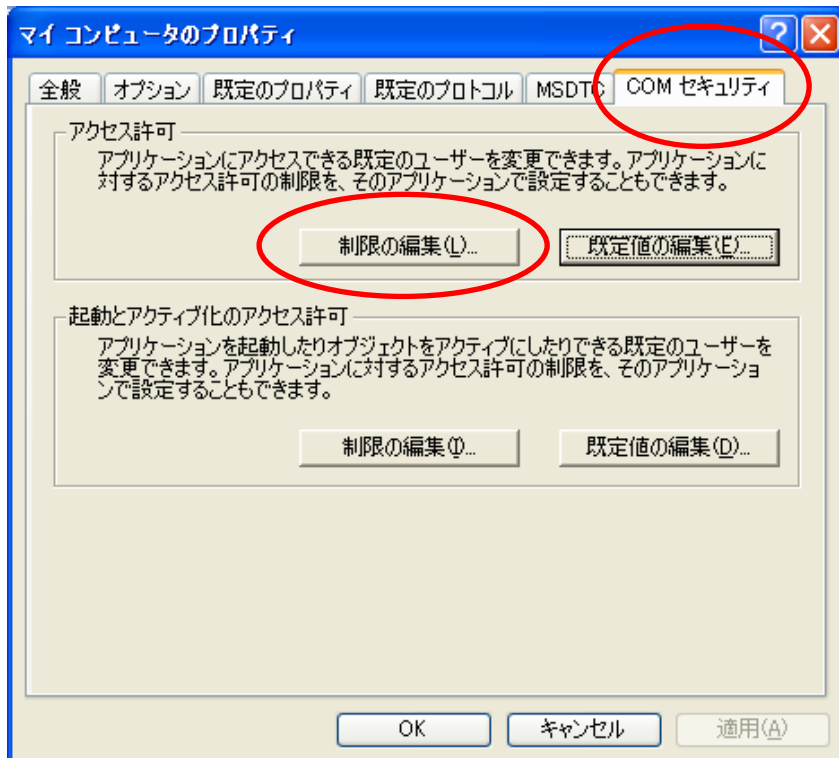 マイ コンピュータのプロパティ
全般 オプション 既定のプロパティ 既定のプロトコル MSDTC COM セキュリティ
アクセス許可
アプリケーションにアクセスできる既定のユーザーを変更できます。アプリケーションに
対するアクセス許可の制限を、そのアプリケーションで設定することもできます。
制限の編集(L)... 既定値の編集(E)...
起動とアクティブ化のアクセス許可
アプリケーションを起動したりオブジェクトをアクティブにしたりできる既定のユーザーを
変更できます。アプリケーションに対するアクセス許可の制限を、そのアプリケーショ
ンで設定することもできます。
制限の編集(I)... 既定値の編集(D)...
OK キャンセル 適用(A)